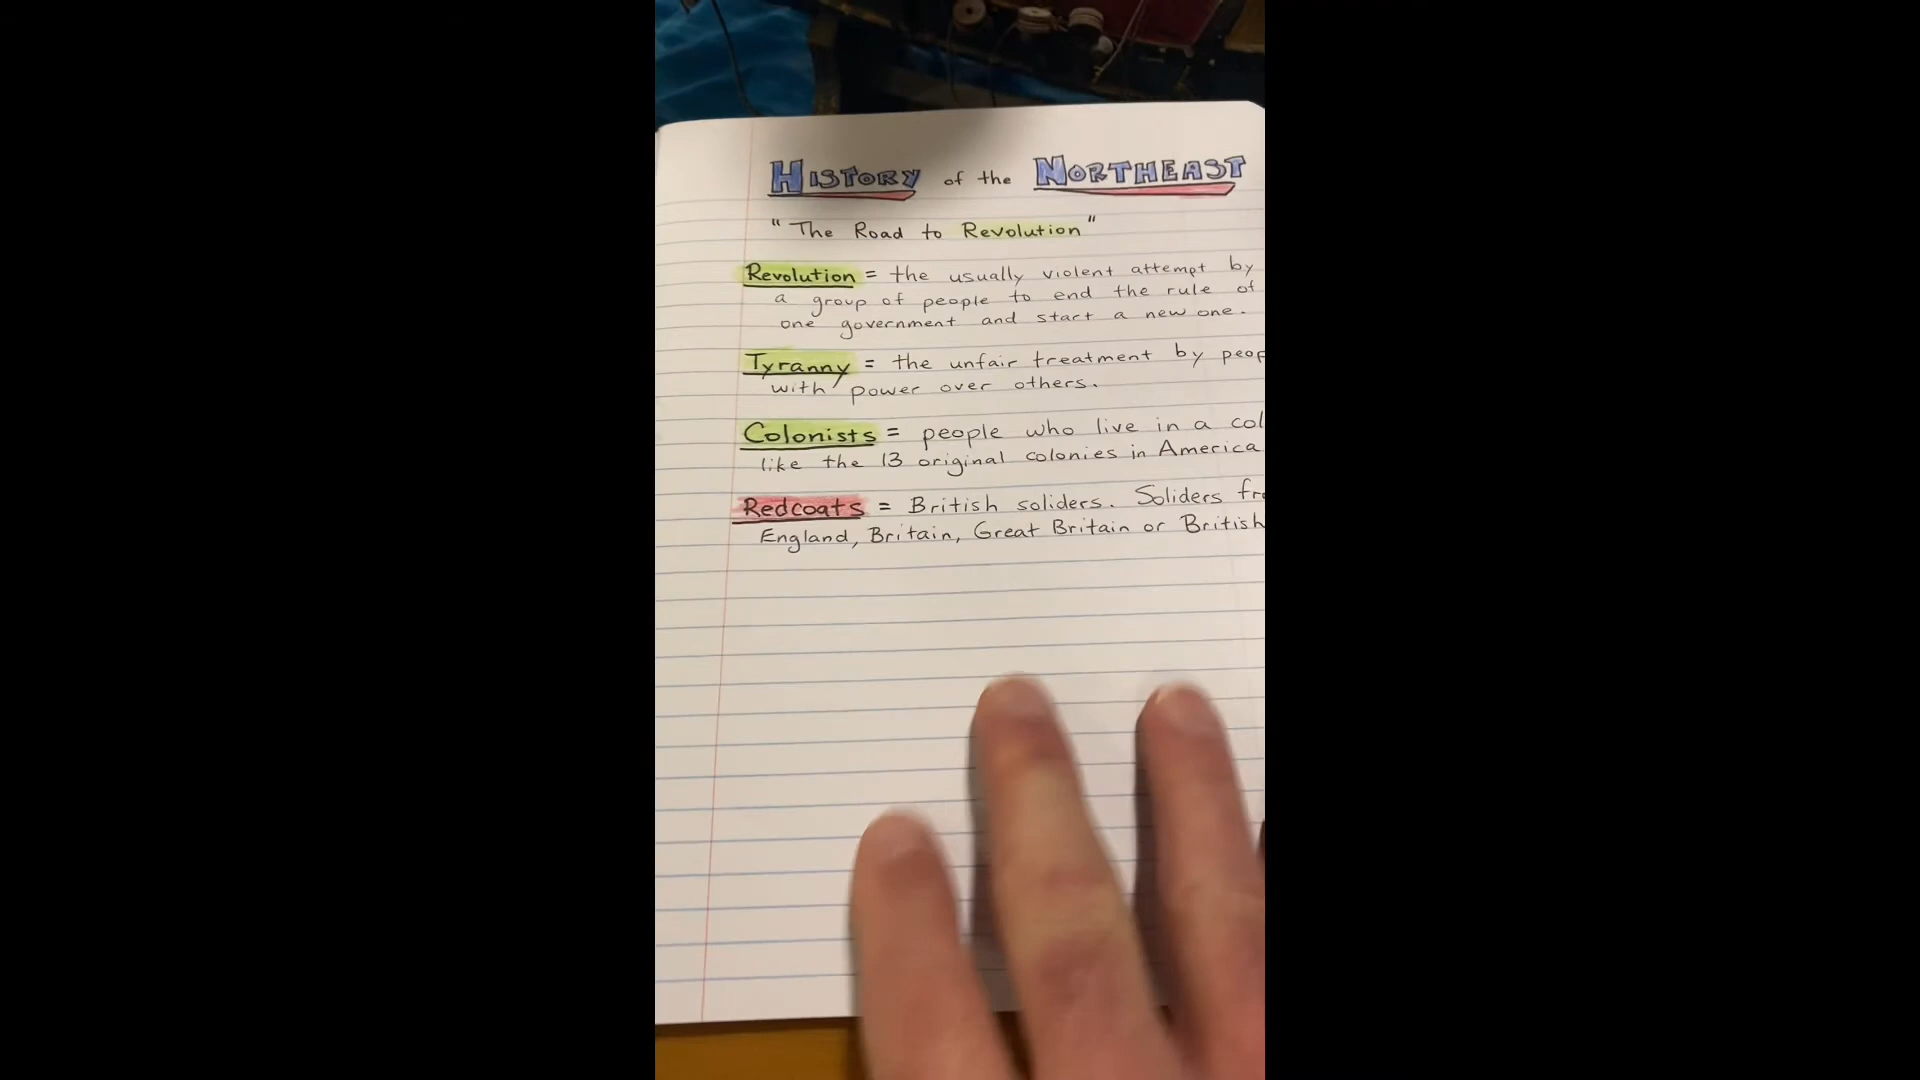 HISTORY of the NORTHEAST
"The Road to Revolution"
Revolution = the usually violent attempt by
a group of people to end the rule of
one government and start a new one.
Tyranny = the unfair treatment by
with power over others.
Colonists = people who live in a
like the 13 original colonies in America
Redcoats = British soliders. Soliders
England, Britain, Great Britain or British